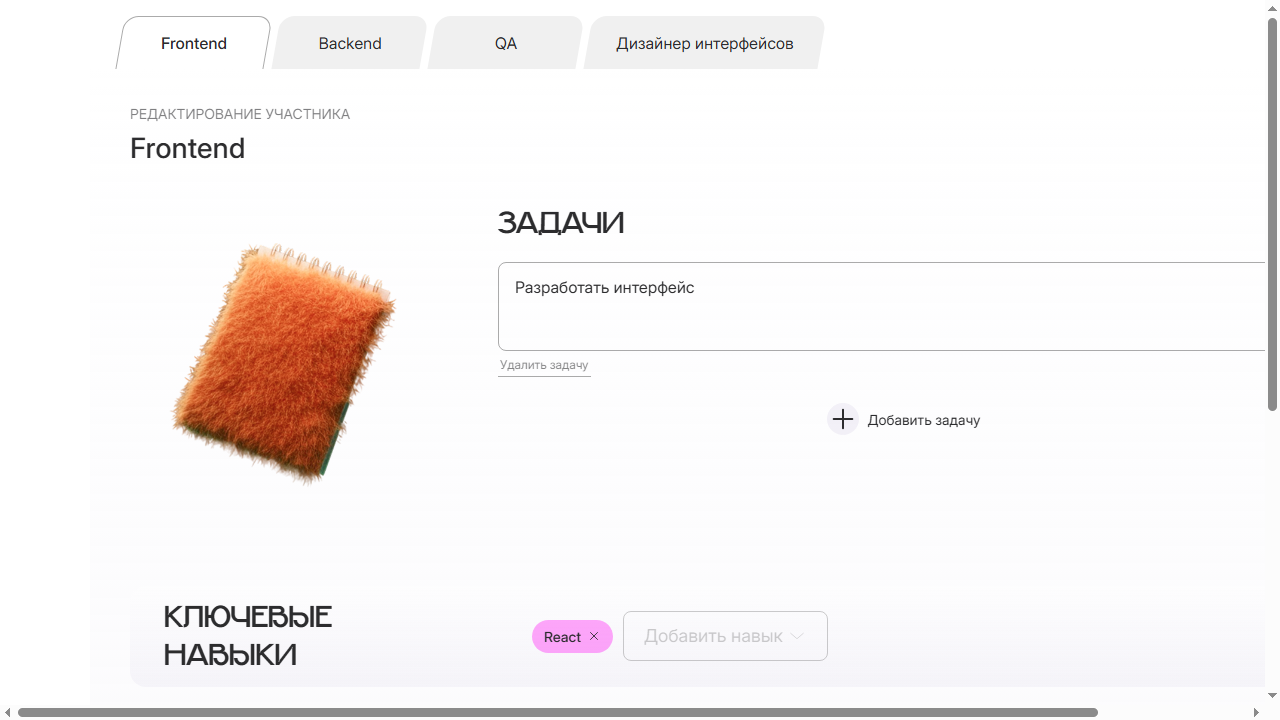 Frontend
Backend
QA
Дизайнер интерфейсов
РЕДАКТИРОВАНИЕ УЧАСТНИКА
Frontend
ЗАДАЧИ
Разработать интерфейс
Удалить задачу
Добавить задачу
КЛЮЧЕВЫЕ
НАВЫКИ
React
Добавить навык